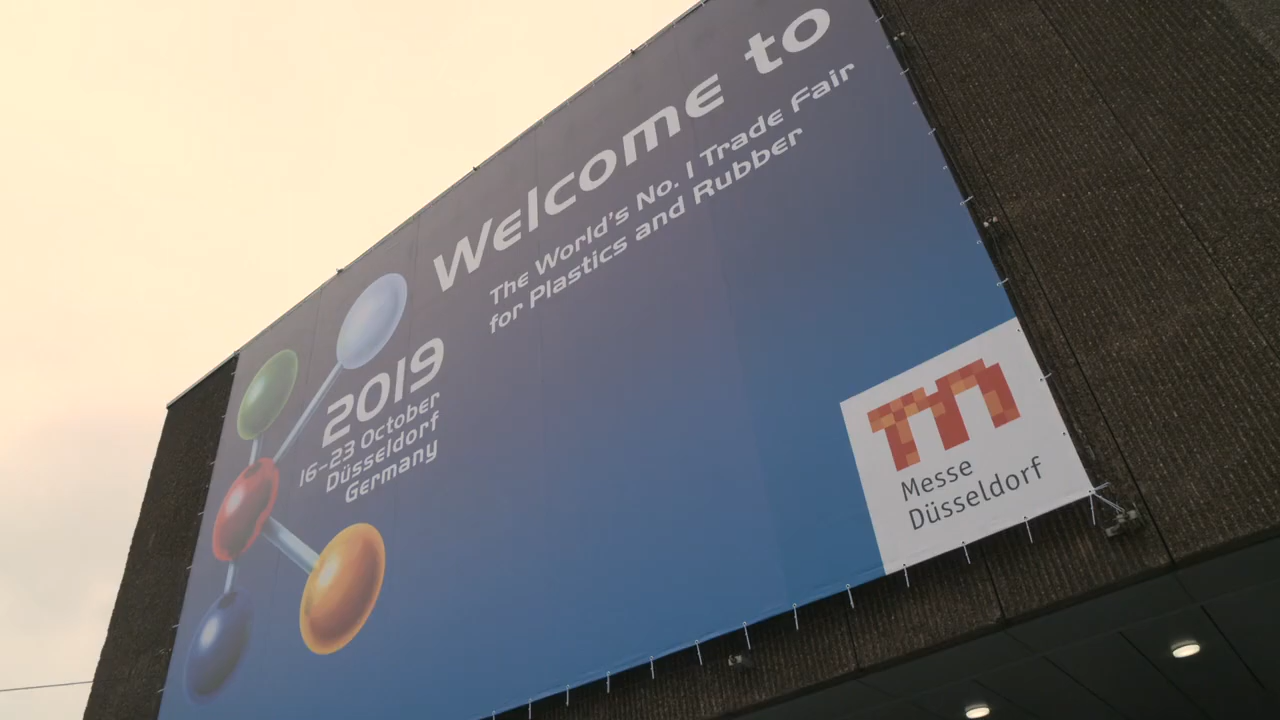 Welcome to
The World's No. 1 Trade Fair
for Plastics and Rubber
2019
16–23 October
Düsseldorf
Germany
Messe
Düsseldorf